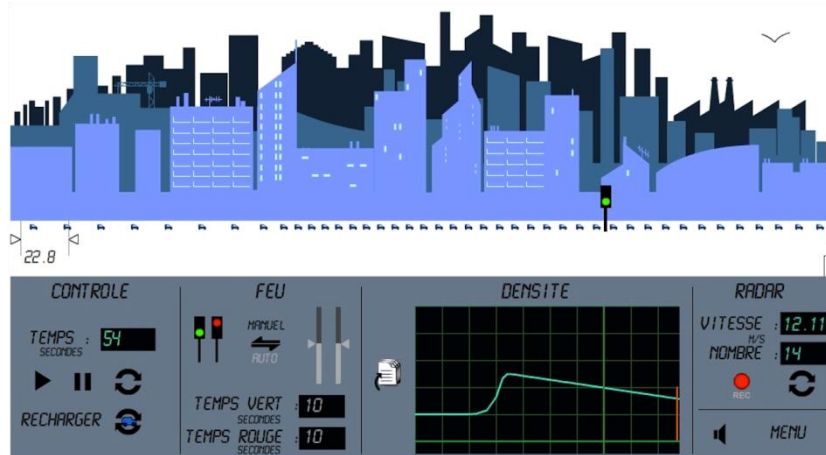 22.8
CONTROLE
TEMPS : 54
SECONDES
RECHARGER
FEU
MANUEL
AUTO
TEMPS VERT : 10
SECONDES
TEMPS ROUGE : 10
SECONDES
DENSITE
RADAR
VITESSE : 12.11
M/S
NOMBRE : 14
REC
MENU